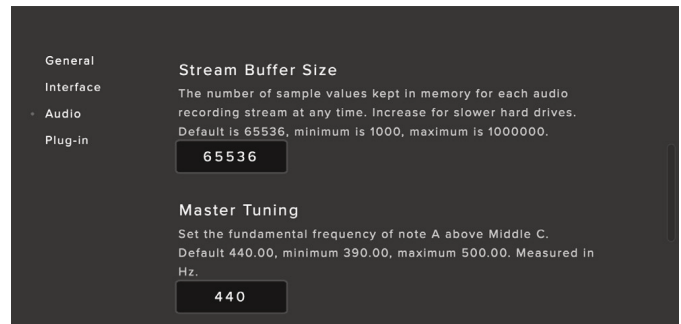 General
Interface
Audio
Plug-in
Stream Buffer Size
The number of sample values kept in memory for each audio
recording stream at any time. Increase for slower hard drives.
Default is 65536, minimum is 1000, maximum is 1000000.
65536
Master Tuning
Set the fundamental frequency of note A above Middle C.
Default 440.00, minimum 390.00, maximum 500.00. Measured in
Hz.
440